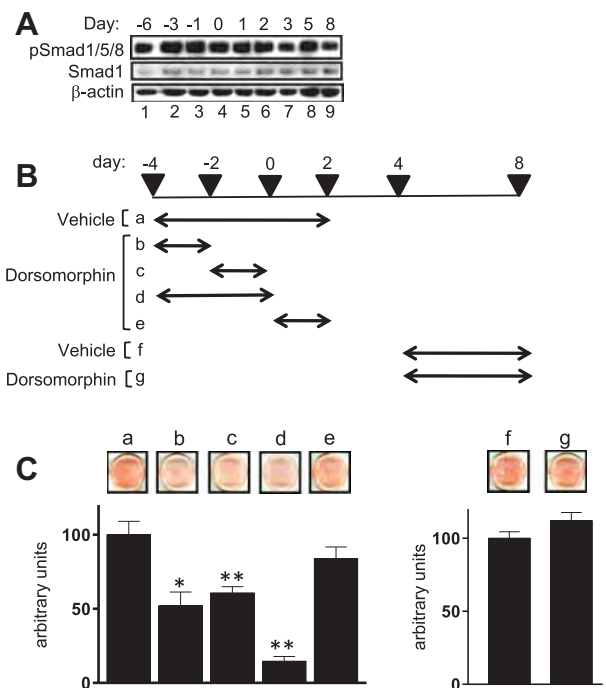 A
Day: -6 -3 -1 0 1 2 3 5 8
pSmad1/5/8
Smad1
β-actin
1 2 3 4 5 6 7 8 9
B
day: -4 -2 0 2 4 8
Vehicle [ a
b
c
Dorsomorphin
d
e
Vehicle [ f
Dorsomorphin [ g
C
a b c d e f g
arbitrary units
100
50
0
* ** **
arbitrary units
100
50
0